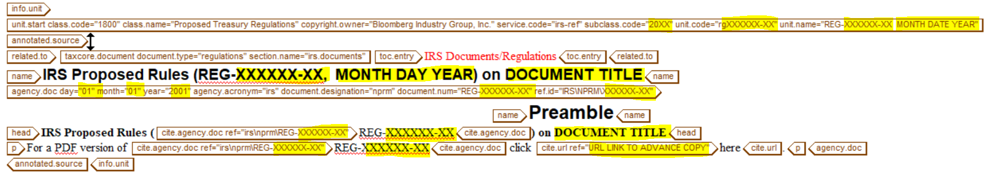 info.unit
unit.start class.code="1800" class.name="Proposed Treasury Regulations" copyright.owner="Bloomberg Industry Group, Inc." service.code="irs-ref" subclass.code="20XX" unit.code="rgXXXXXX-XX" unit.name="REG-XXXXXX-XX MONTH DATE YEAR"
annotated.source
related.to taxcore.document document.type="regulations" section.name="irs.documents" toc.entry IRS Documents/Regulations toc.entry related.to
name IRS Proposed Rules (REG-XXXXXX-XX, MONTH DAY YEAR) on DOCUMENT TITLE name
agency.doc day="01" month="01" year="2001" agency.acronym="irs" document.designation="nprm" document.num="REG-XXXXXX-XX" ref.id="IRS\NPRM\XXXXXX-XX"
name Preamble name
head IRS Proposed Rules ( cite.agency.doc ref="irs\nprm\REG-XXXXXX-XX" REG-XXXXXX-XX cite.agency.doc ) on DOCUMENT TITLE head
p For a PDF version of cite.agency.doc ref="irs\nprm\REG-XXXXXX-XX" REG-XXXXXX-XX cite.agency.doc click cite.url ref="URL LINK TO ADVANCE COPY" here cite.url . p agency.doc
annotated.source info.unit